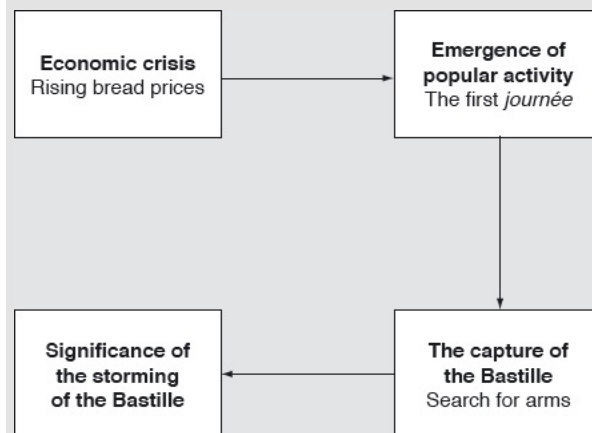 Economic crisis
Rising bread prices
Emergence of
popular activity
The first journée
The capture of
the Bastille
Search for arms
Significance of
the storming
of the Bastille